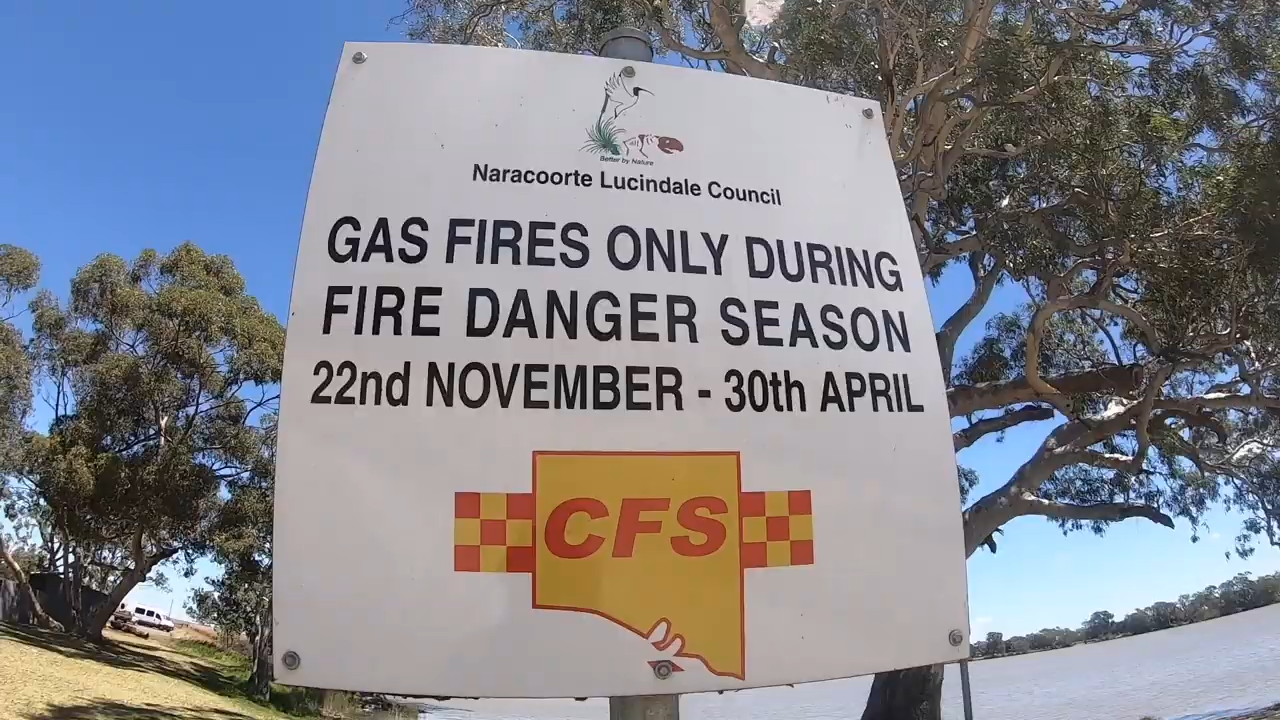 Better by Nature
Naracoorte Lucindale Council
GAS FIRES ONLY DURING
FIRE DANGER SEASON
22nd NOVEMBER - 30th APRIL
CFS